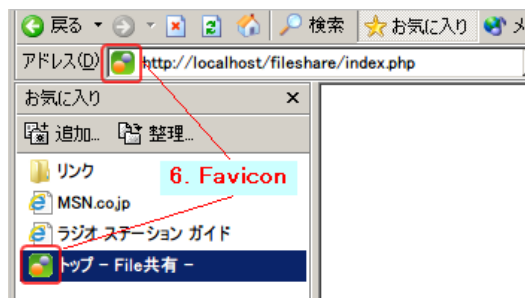 戻る 検索 お気に入り メ
アドレス(D) http://localhost/fileshare/index.php
お気に入り ×
追加... 整理...
リンク
6. Favicon
MSN.co.jp
ラジオ ステーション ガイド
トップ - File共有 -